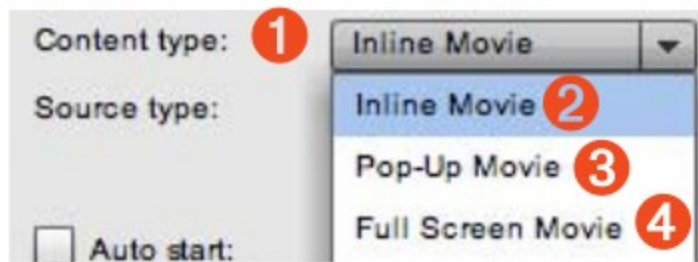 Content type: 1 Inline Movie
Source type: Inline Movie 2
Pop-Up Movie 3
Auto start: Full Screen Movie 4